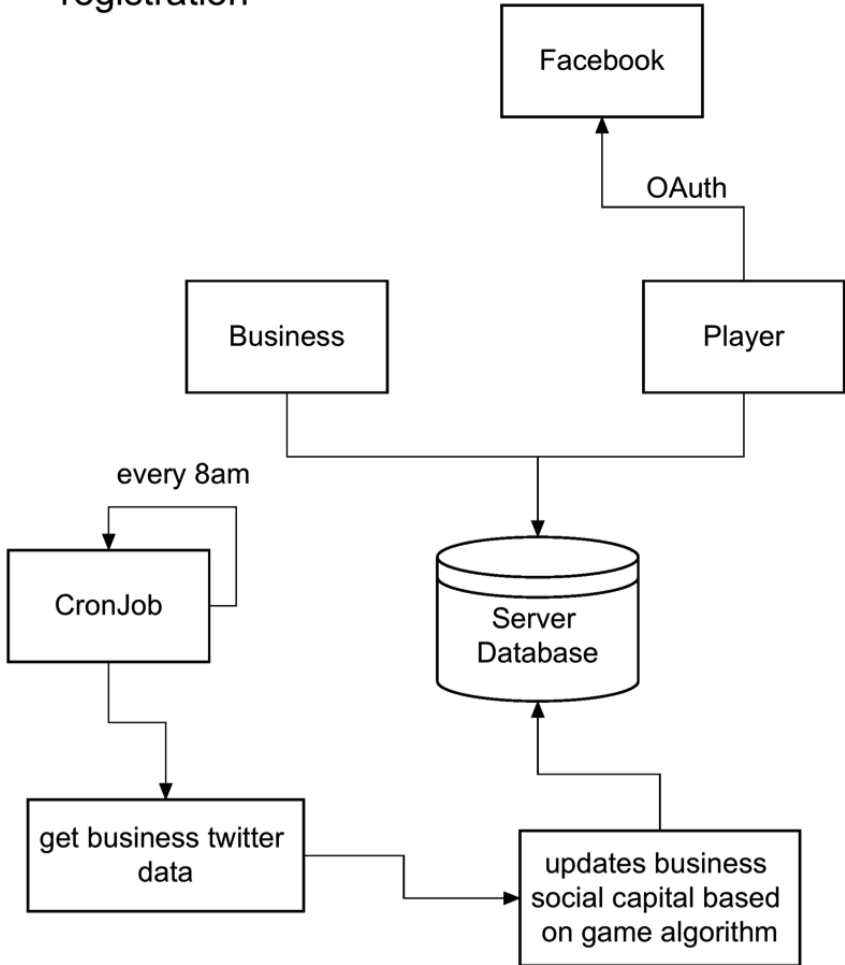 registration
Facebook
OAuth
Business
Player
every 8am
CronJob
Server
Database
get business twitter
data
updates business
social capital based
on game algorithm